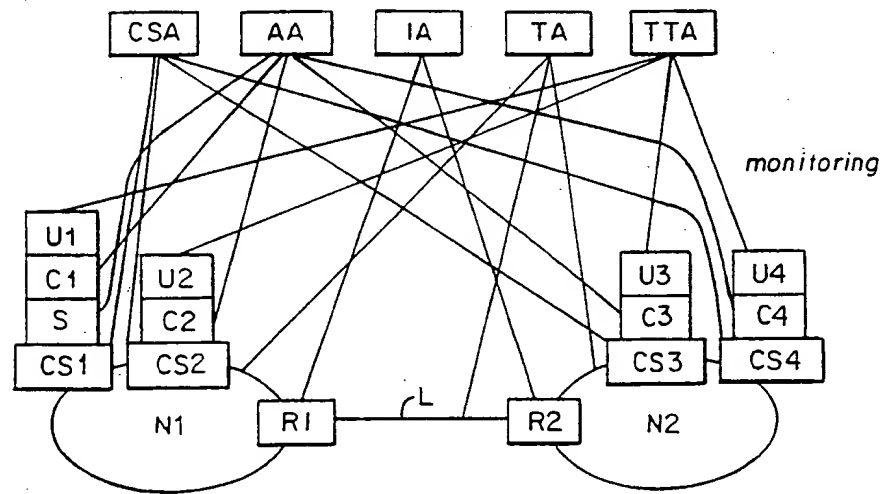 CSA AA IA TA TTA
monitoring
U1
C1 U2 U3 U4
S C2 C3 C4
CS1 CS2 CS3 CS4
L
N1 R1 R2 N2